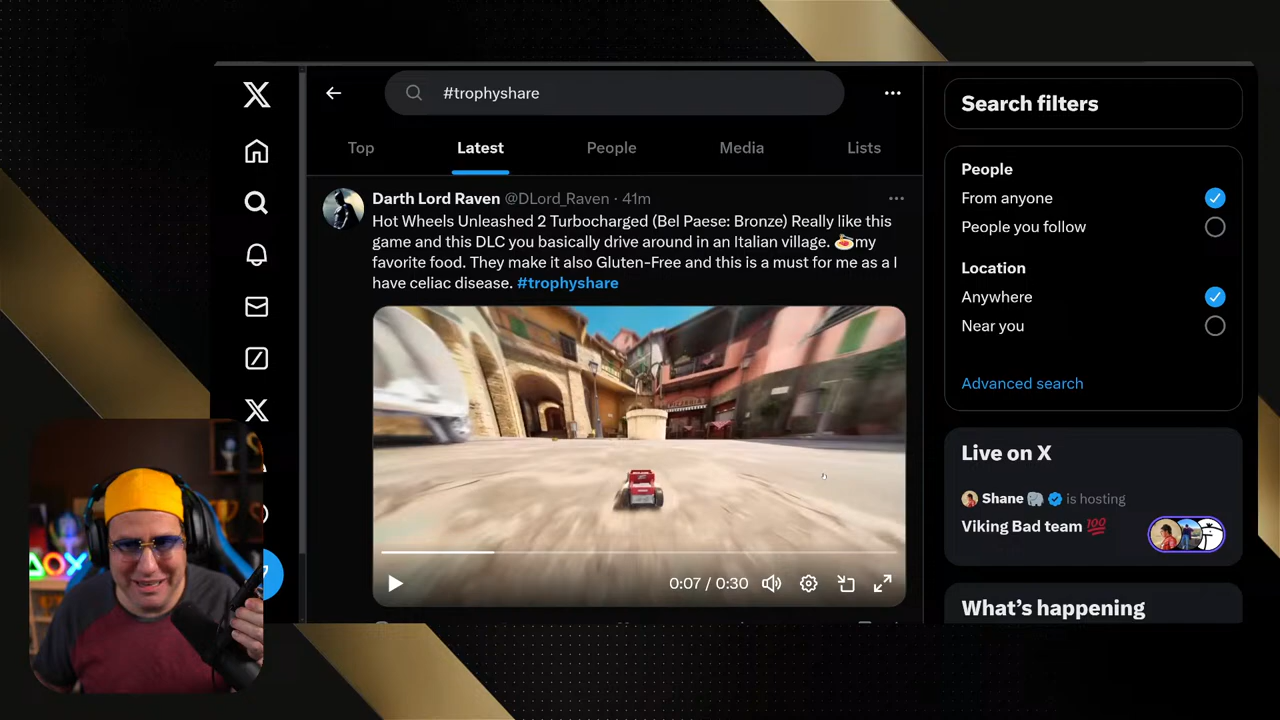 #trophyshare
Top
Latest
People
Media
Lists
Darth Lord Raven @DLord_Raven · 41m
Hot Wheels Unleashed 2 Turbocharged (Bel Paese: Bronze) Really like this
game and this DLC you basically drive around in an Italian village. 🍝my
favorite food. They make it also Gluten-Free and this is a must for me as a I
have celiac disease. #trophyshare
0:07 / 0:30
Search filters
People
From anyone
People you follow
Location
Anywhere
Near you
Advanced search
Live on X
Shane 🐘 is hosting
Viking Bad team 💯
What’s happening